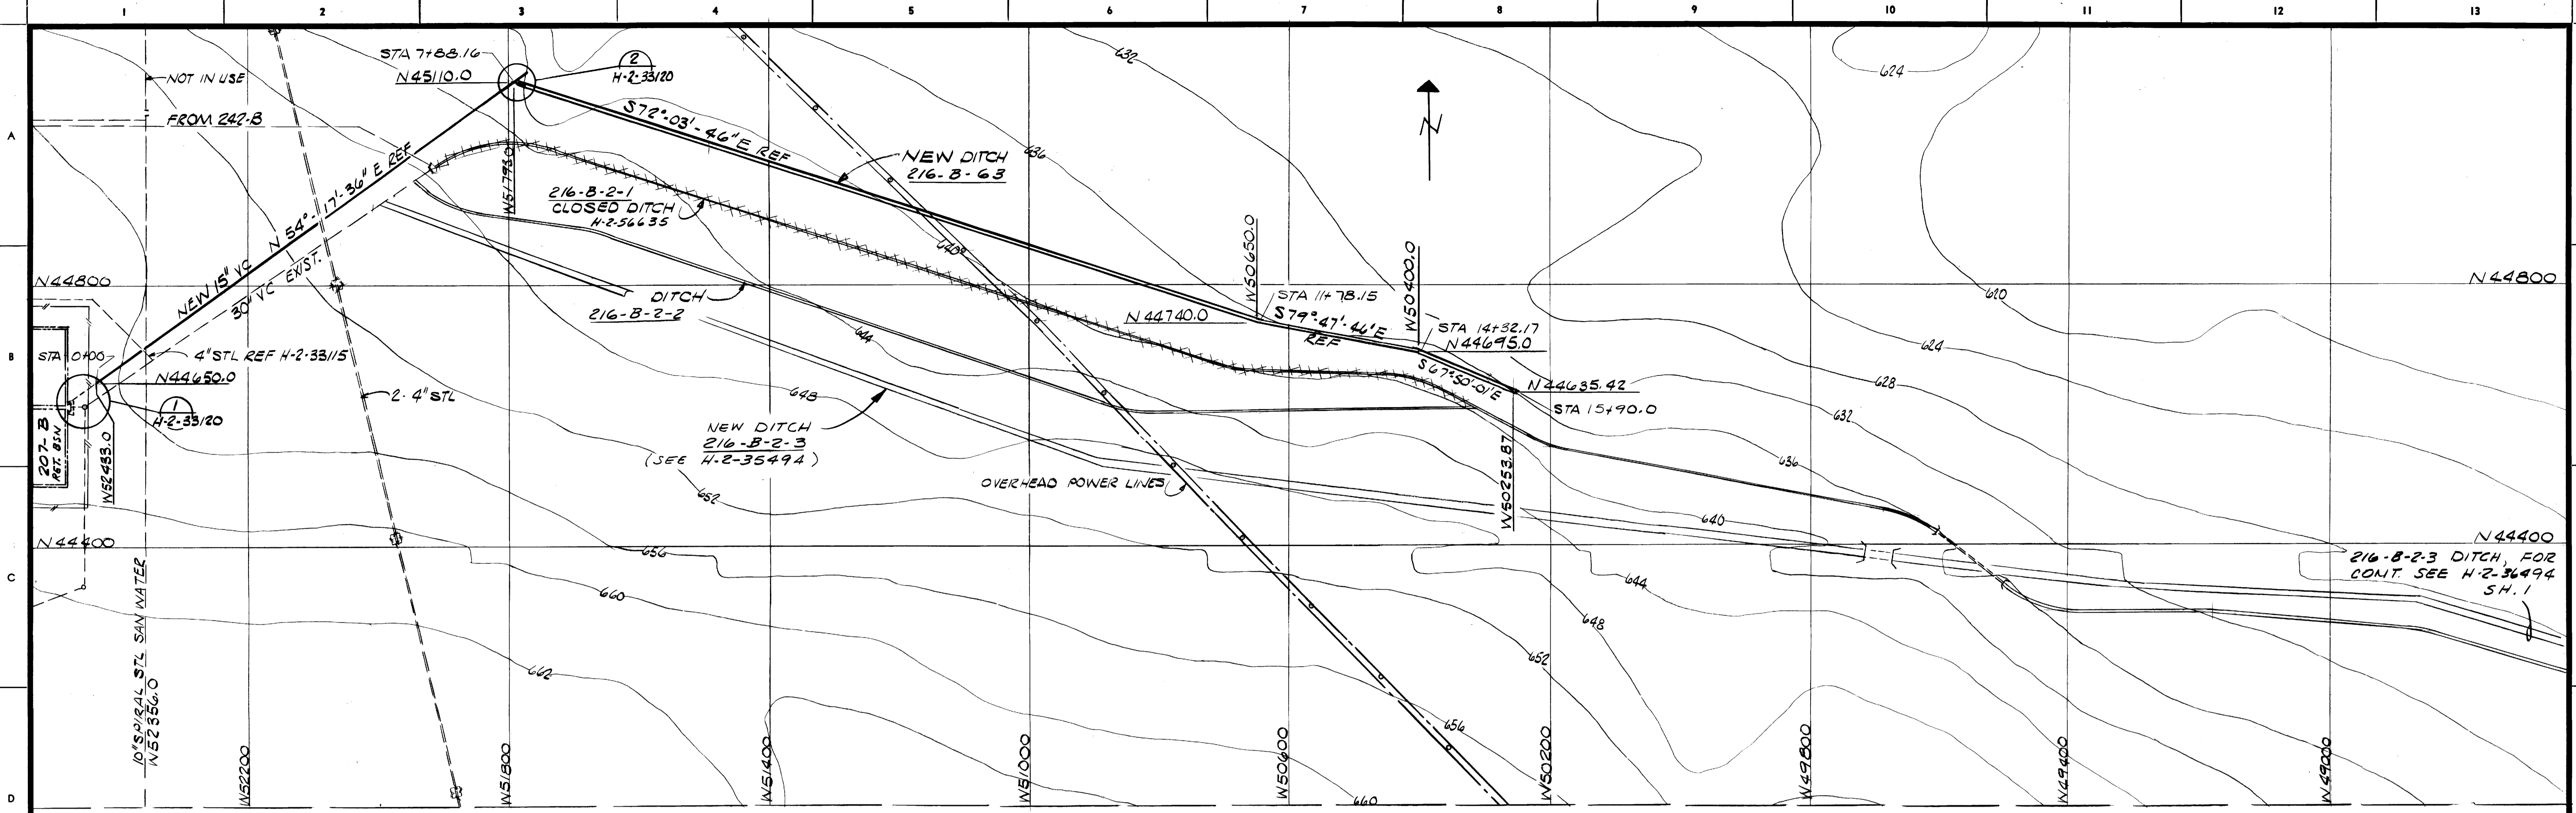 1 2 3 4 5 6 7 8 9 10 11 12 13
A
B
C
D
NOT IN USE
FROM 242-B
STA 7+88.16
N45110.0
2
H-2-33120
S72°-03'-46"E REF
NEW DITCH
216-B-63
W51793.0
216-B-2-1
CLOSED DITCH
H-2-56635
N 54°-17'-36" E REF
NEW 15" VC
30" VC EXIST.
N44800
N44800
DITCH
216-B-2-2
W50650.0
W50400.0
STA 11+78.15
N44740.0
S79°-47'-46"E
REF
STA 14+32.17
N44695.0
S67°-50'-01"E
N44635.42
STA 15+90.0
W50253.87
STA 0+00
4" STL REF H-2-33115
N44650.0
1
H-2-33120
207-B
RET. BSN
W52433.0
2-4" STL
NEW DITCH
216-B-2-3
(SEE H-2-35494)
OVERHEAD POWER LINES
N44400
N44400
216-B-2-3 DITCH, FOR
CONT. SEE H-2-36494
SH. 1
10" SPIRAL STL SAN WATER
W52356.0
W52200
W51800
W51400
W51000
W50600
W50200
W49800
W49400
W49000
Z
632
636
640
644
648
652
656
660
662
624
620
624
628
632
636
640
644
648
652
656
660